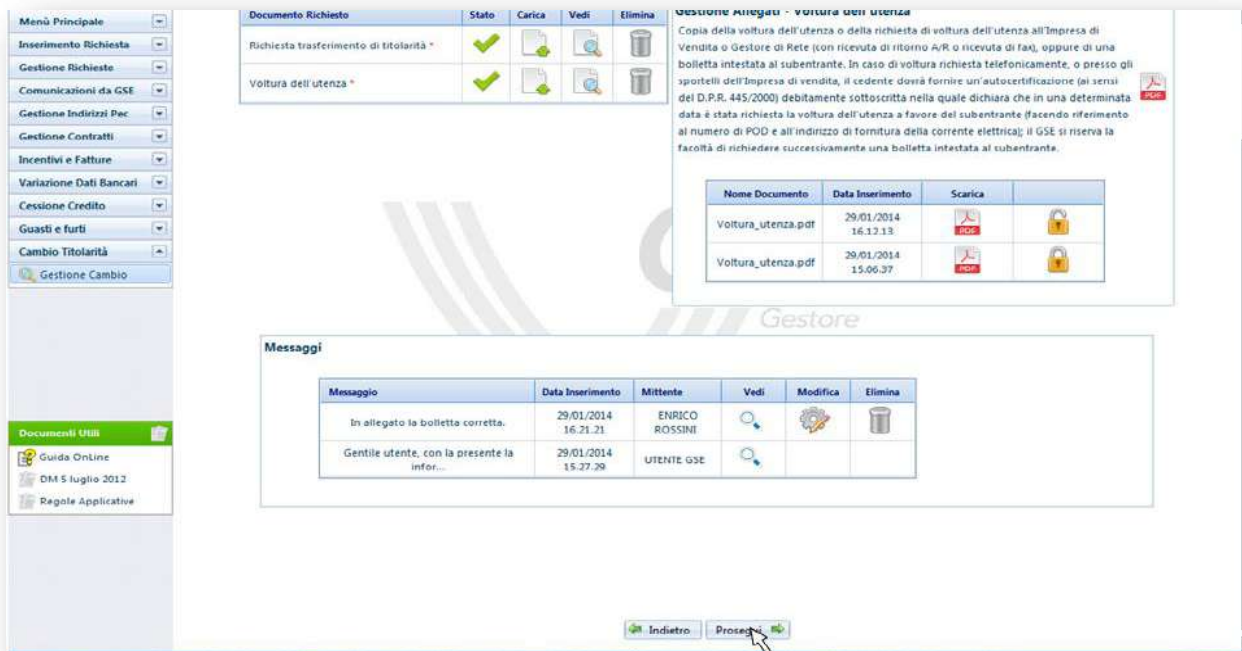 Menù Principale
Inserimento Richiesta
Gestione Richieste
Comunicazioni da GSE
Gestione Indirizzi Pec
Gestione Contratti
Incentivi e Fatture
Variazione Dati Bancari
Cessione Credito
Guasti e furti
Cambio Titolarità
Gestione Cambio
Documenti Utili
Guida OnLine
DM 5 luglio 2012
Regole Applicative
Documento Richiesto Stato Carica Vedi Elimina
Richiesta trasferimento di titolarità *
Voltura dell'utenza *
Gestione Allegati - Voltura dell'utenza
Copia della voltura dell'utenza o della richiesta di voltura dell'utenza all'Impresa di
Vendita o Gestore di Rete (con ricevuta di ritorno A/R o ricevuta di fax), oppure di una
bolletta intestata al subentrante. In caso di voltura richiesta telefonicamente, o presso gli
sportelli dell'Impresa di vendita, il cedente dovrà fornire un'autocertificazione (ai sensi
del D.P.R. 445/2000) debitamente sottoscritta nella quale dichiara che in una determinata
data è stata richiesta la voltura dell'utenza a favore del subentrante (facendo riferimento
al numero di POD e all'indirizzo di fornitura della corrente elettrica); il GSE si riserva la
facoltà di richiedere successivamente una bolletta intestata al subentrante.
PDF
Nome Documento Data Inserimento Scarica
Voltura_utenza.pdf 29/01/2014 16.12.13 PDF
Voltura_utenza.pdf 29/01/2014 15.06.37 PDF
Gestore
Messaggi
Messaggio Data Inserimento Mittente Vedi Modifica Elimina
In allegato la bolletta corretta. 29/01/2014 16.21.21 ENRICO ROSSINI
Gentile utente, con la presente la infor... 29/01/2014 15.27.29 UTENTE GSE
Indietro Prosegui